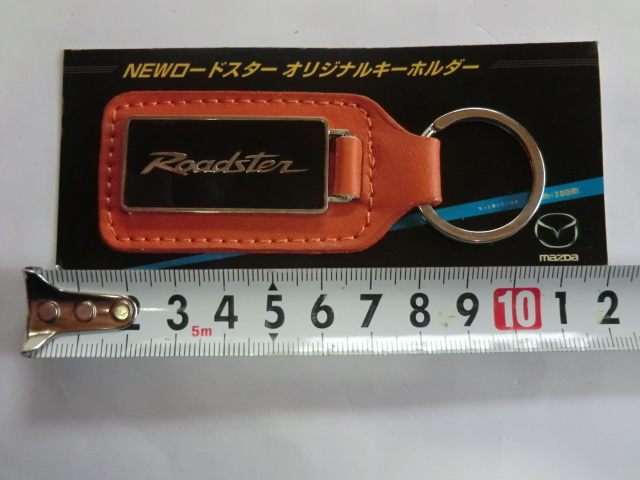 NEWロードスター オリジナルキーホルダー
Roadster
m-zoom
mazda
2 3 4 5 6 7 8 9 10 1 2
5m